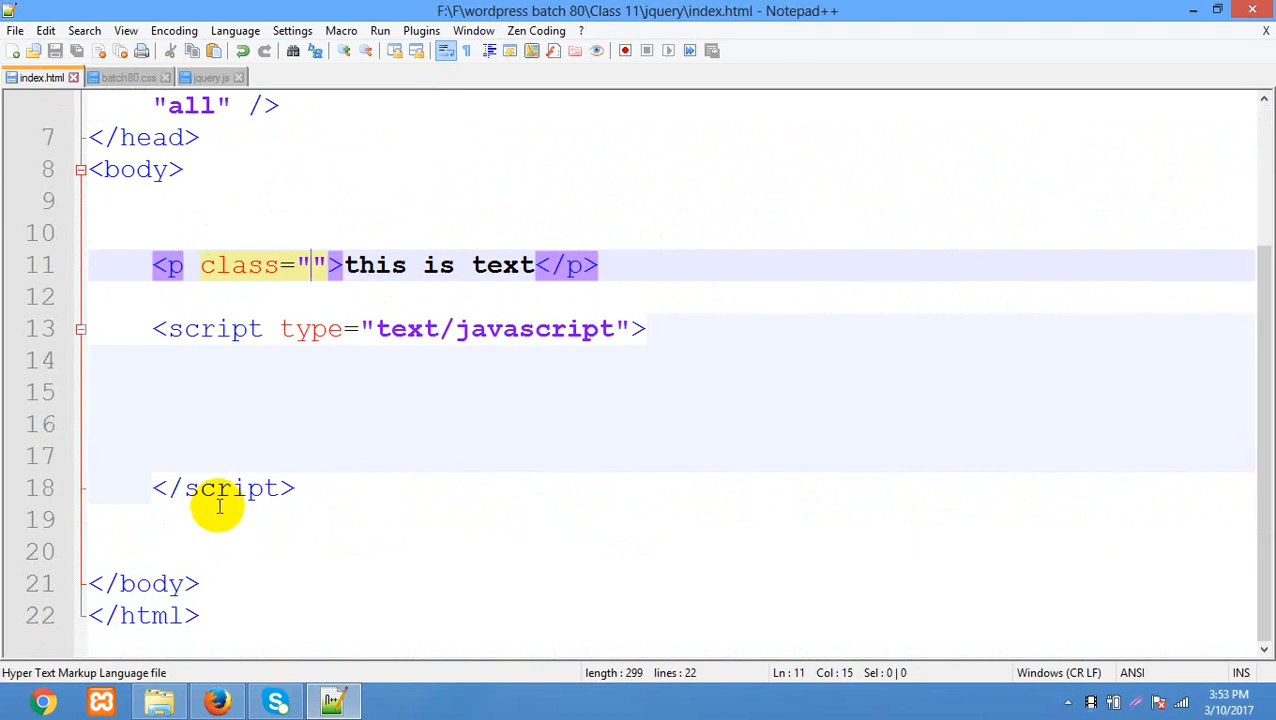 F:\F\wordpress batch 80\Class 11\jquery\index.html - Notepad++
File Edit Search View Encoding Language Settings Macro Run Plugins Window Zen Coding ? X
index.html batch80.css jquery.js
"all" />
7 </head>
8 <body>
9
10
11 <p class="">this is text</p>
12
13 <script type="text/javascript">
14
15
16
17
18 </script>
19
20
21 </body>
22 </html>
Hyper Text Markup Language file length : 299 lines : 22 Ln : 11 Col : 15 Sel : 0 | 0 Windows (CR LF) ANSI INS
3:53 PM
3/10/2017